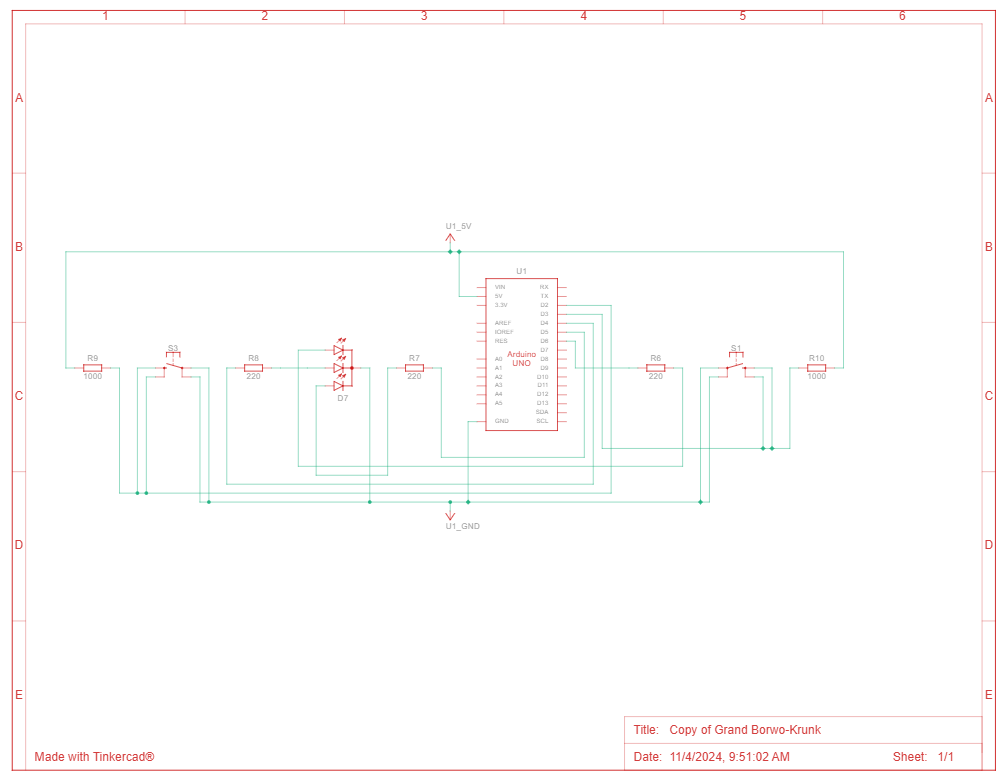 1 2 3 4 5 6
A A
U1_5V
B B
U1
VIN RX
5V TX
3.3V D2
D3
AREF D4
IOREF D5
RES D6
D7
Arduino
UNO
A0 D8
A1 D9
A2 D10
A3 D11
A4 D12
A5 D13
SDA
GND SCL
R9
1000
S3
R8
220
D7
R7
220
R6
220
S1
R10
1000
C C
U1_GND
D D
E E
Title: Copy of Grand Borwo-Krunk
Made with Tinkercad®
Date: 11/4/2024, 9:51:02 AM Sheet: 1/1